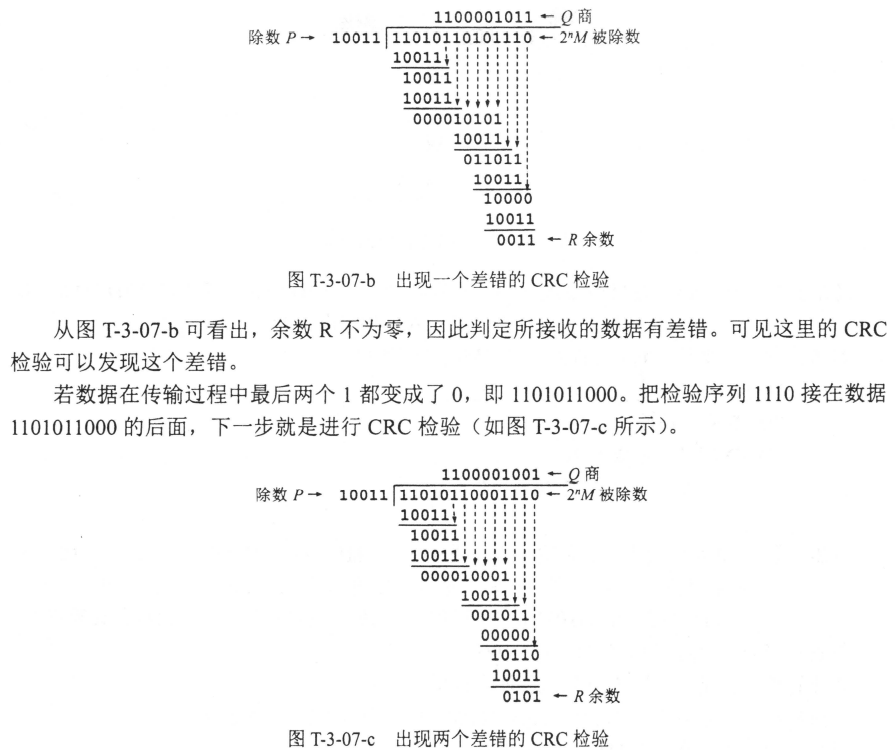 1100001011 ← Q 商
除数 P → 10011 11010110101110 ← 2ⁿM 被除数
10011
10011
10011
000010101
10011
011011
10011
10000
10011
0011 ← R 余数
图 T-3-07-b 出现一个差错的 CRC 检验
从图 T-3-07-b 可看出，余数 R 不为零，因此判定所接收的数据有差错。可见这里的 CRC
检验可以发现这个差错。
若数据在传输过程中最后两个 1 都变成了 0，即 1101011000。把检验序列 1110 接在数据
1101011000 的后面，下一步就是进行 CRC 检验（如图 T-3-07-c 所示）。
1100001001 ← Q 商
除数 P → 10011 11010110001110 ← 2ⁿM 被除数
10011
10011
10011
000010001
10011
001011
00000
10110
10011
0101 ← R 余数
图 T-3-07-c 出现两个差错的 CRC 检验